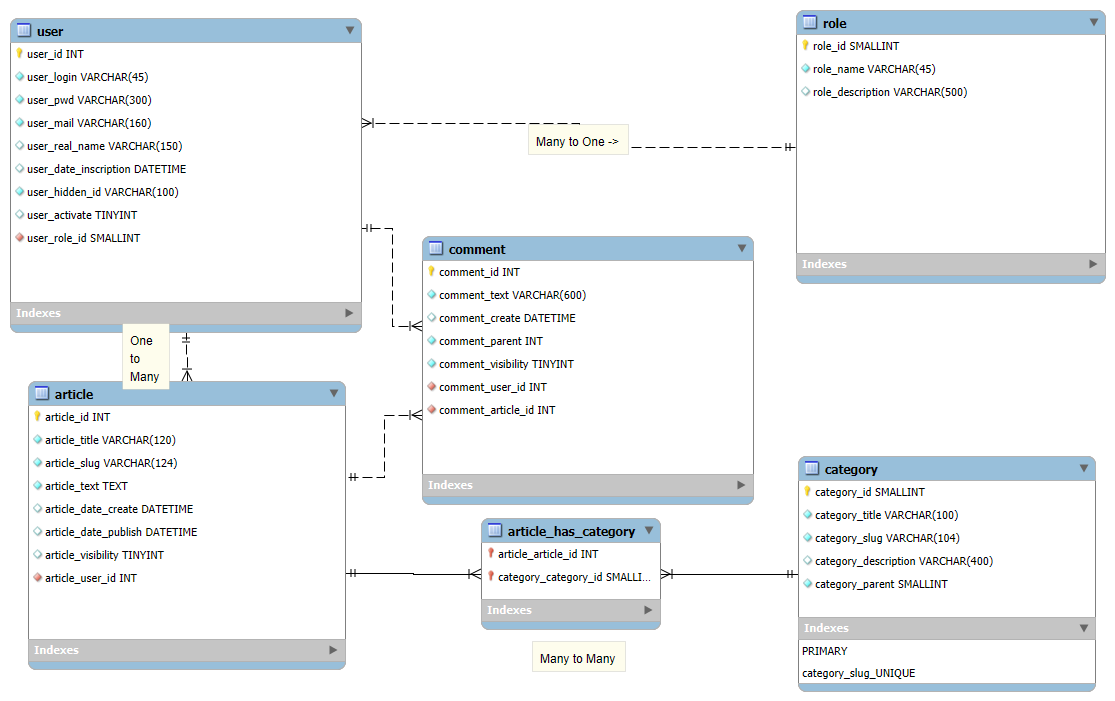 user
user_id INT
user_login VARCHAR(45)
user_pwd VARCHAR(300)
user_mail VARCHAR(160)
user_real_name VARCHAR(150)
user_date_inscription DATETIME
user_hidden_id VARCHAR(100)
user_activate TINYINT
user_role_id SMALLINT
Indexes
role
role_id SMALLINT
role_name VARCHAR(45)
role_description VARCHAR(500)
Indexes
Many to One ->
comment
comment_id INT
comment_text VARCHAR(600)
comment_create DATETIME
comment_parent INT
comment_visibility TINYINT
comment_user_id INT
comment_article_id INT
Indexes
One
to
Many
article
article_id INT
article_title VARCHAR(120)
article_slug VARCHAR(124)
article_text TEXT
article_date_create DATETIME
article_date_publish DATETIME
article_visibility TINYINT
article_user_id INT
Indexes
article_has_category
article_article_id INT
category_category_id SMALLI...
Indexes
Many to Many
category
category_id SMALLINT
category_title VARCHAR(100)
category_slug VARCHAR(104)
category_description VARCHAR(400)
category_parent SMALLINT
Indexes
PRIMARY
category_slug_UNIQUE